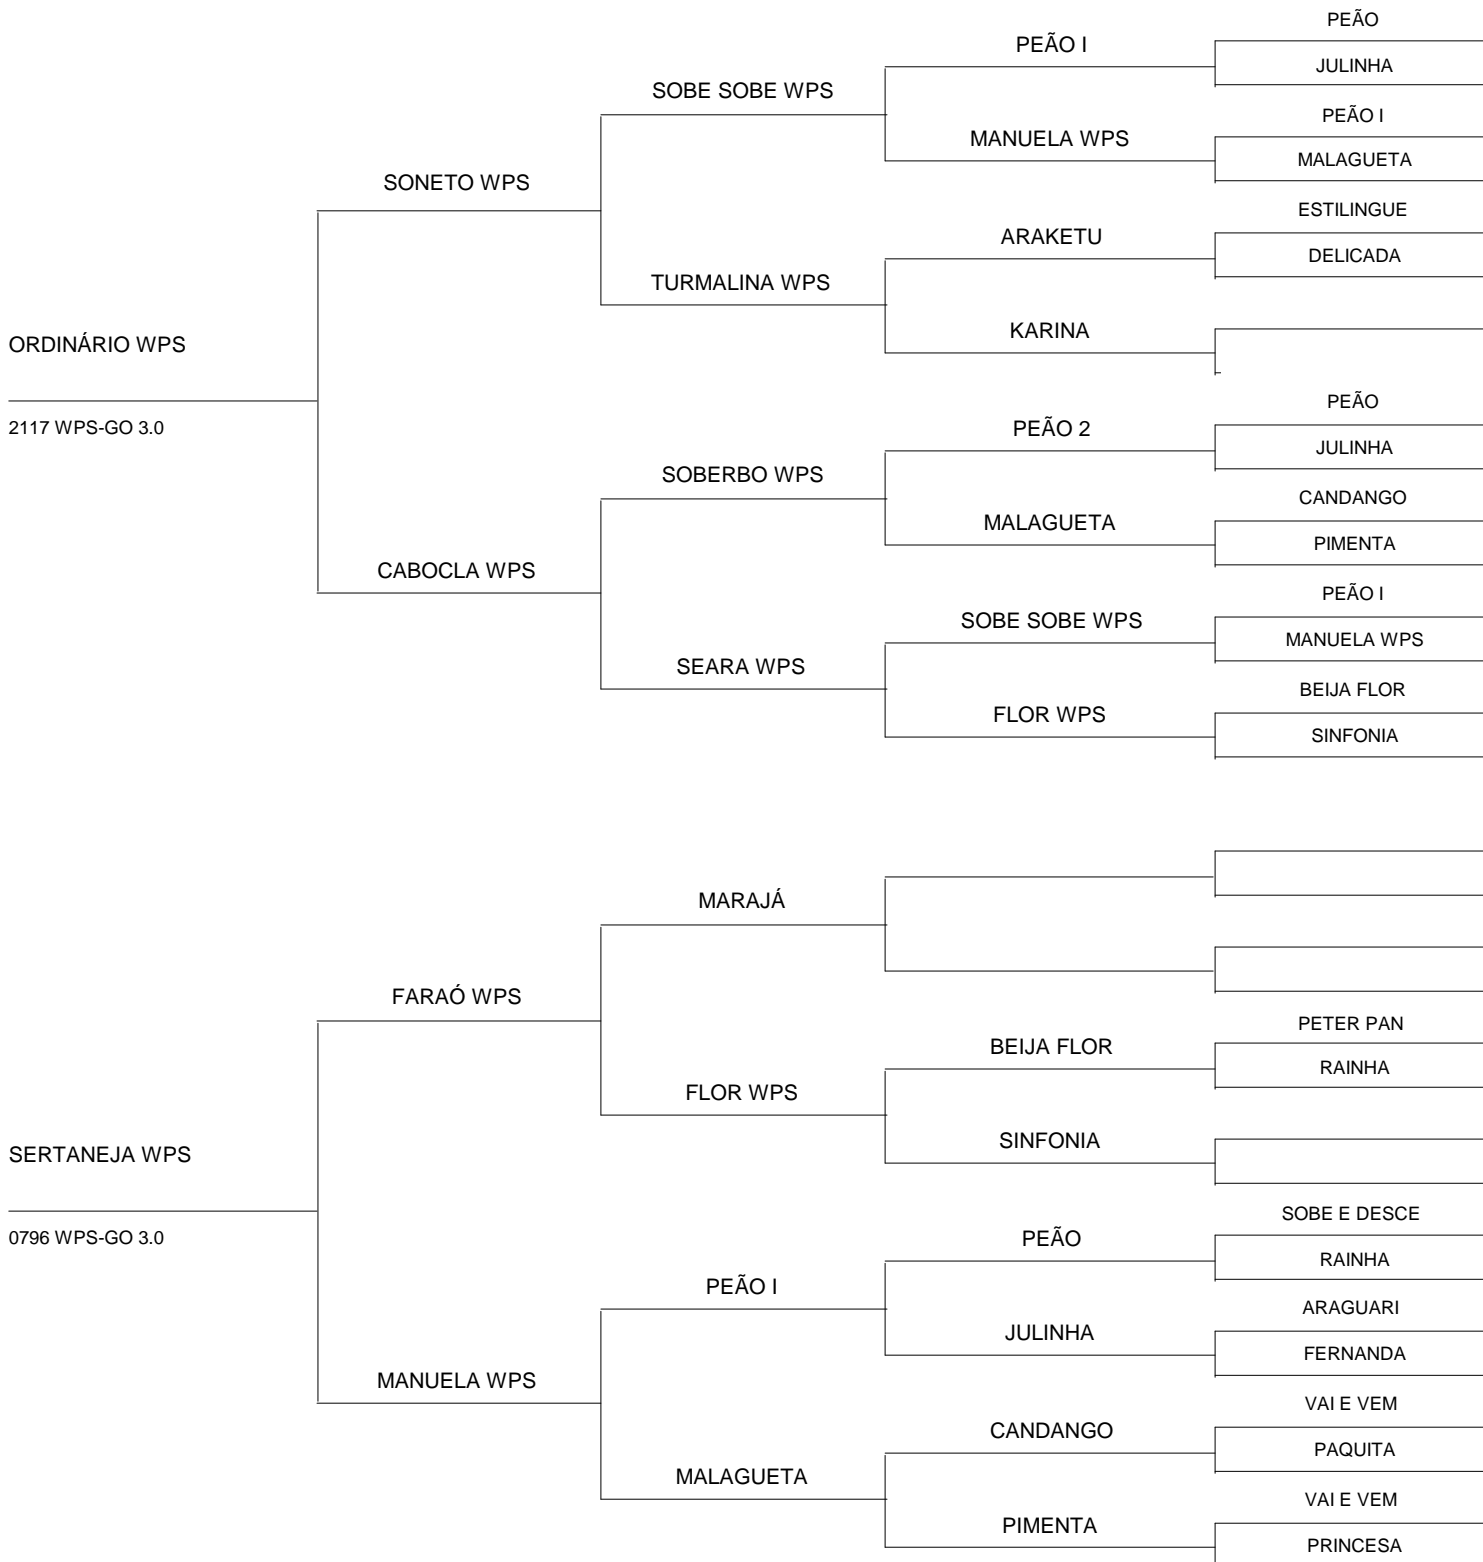 PEÃO
PEÃO I
JULINHA
SOBE SOBE WPS
PEÃO I
MANUELA WPS
MALAGUETA
SONETO WPS
ESTILINGUE
ARAKETU
DELICADA
TURMALINA WPS
KARINA
ORDINÁRIO WPS
PEÃO
2117 WPS-GO 3.0
PEÃO 2
JULINHA
SOBERBO WPS
CANDANGO
MALAGUETA
PIMENTA
CABOCLA WPS
PEÃO I
SOBE SOBE WPS
MANUELA WPS
SEARA WPS
BEIJA FLOR
FLOR WPS
SINFONIA
MARAJÁ
FARAÓ WPS
PETER PAN
BEIJA FLOR
RAINHA
FLOR WPS
SINFONIA
SERTANEJA WPS
SOBE E DESCE
0796 WPS-GO 3.0
PEÃO
RAINHA
PEÃO I
ARAGUARI
JULINHA
FERNANDA
MANUELA WPS
VAI E VEM
CANDANGO
PAQUITA
MALAGUETA
VAI E VEM
PIMENTA
PRINCESA